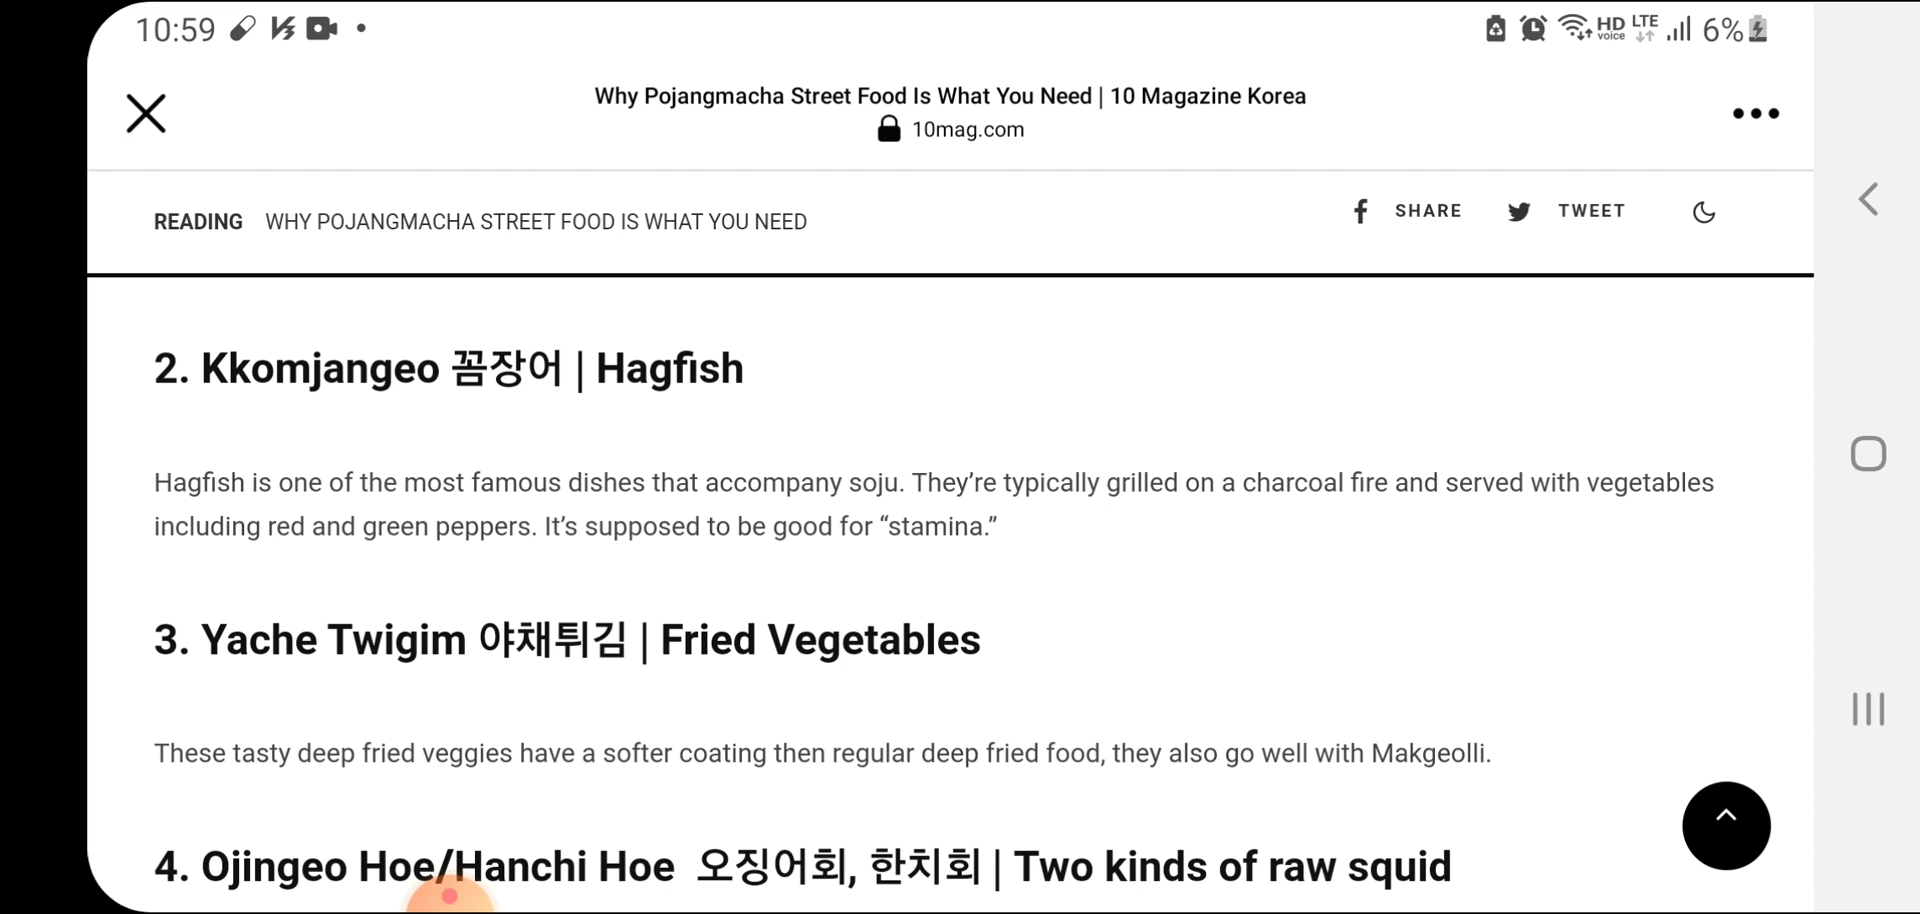 10:59
HD voice LTE 6%
Why Pojangmacha Street Food Is What You Need | 10 Magazine Korea
10mag.com
READING WHY POJANGMACHA STREET FOOD IS WHAT YOU NEED SHARE TWEET
2. Kkomjangeo 꼼장어 | Hagfish
Hagfish is one of the most famous dishes that accompany soju. They’re typically grilled on a charcoal fire and served with vegetables
including red and green peppers. It’s supposed to be good for “stamina.”
3. Yache Twigim 야채튀김 | Fried Vegetables
These tasty deep fried veggies have a softer coating then regular deep fried food, they also go well with Makgeolli.
4. Ojingeo Hoe/Hanchi Hoe 오징어회, 한치회 | Two kinds of raw squid